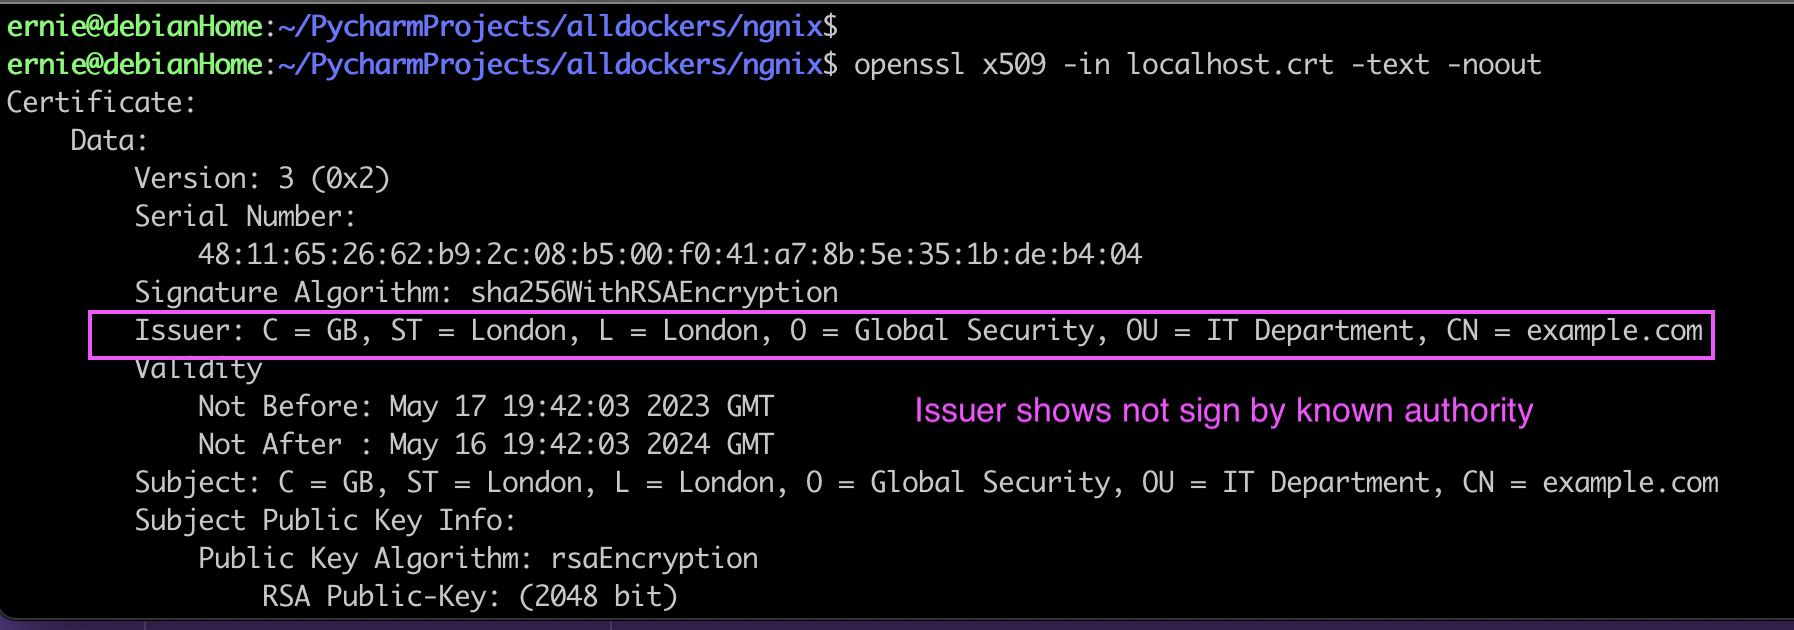 ernie@debianHome:~/PycharmProjects/alldockers/ngnix$
ernie@debianHome:~/PycharmProjects/alldockers/ngnix$ openssl x509 -in localhost.crt -text -noout
Certificate:
Data:
Version: 3 (0x2)
Serial Number:
48:11:65:26:62:b9:2c:08:b5:00:f0:41:a7:8b:5e:35:1b:de:b4:04
Signature Algorithm: sha256WithRSAEncryption
Issuer: C = GB, ST = London, L = London, O = Global Security, OU = IT Department, CN = example.com
Validity
Not Before: May 17 19:42:03 2023 GMT
Issuer shows not sign by known authority
Not After : May 16 19:42:03 2024 GMT
Subject: C = GB, ST = London, L = London, O = Global Security, OU = IT Department, CN = example.com
Subject Public Key Info:
Public Key Algorithm: rsaEncryption
RSA Public-Key: (2048 bit)